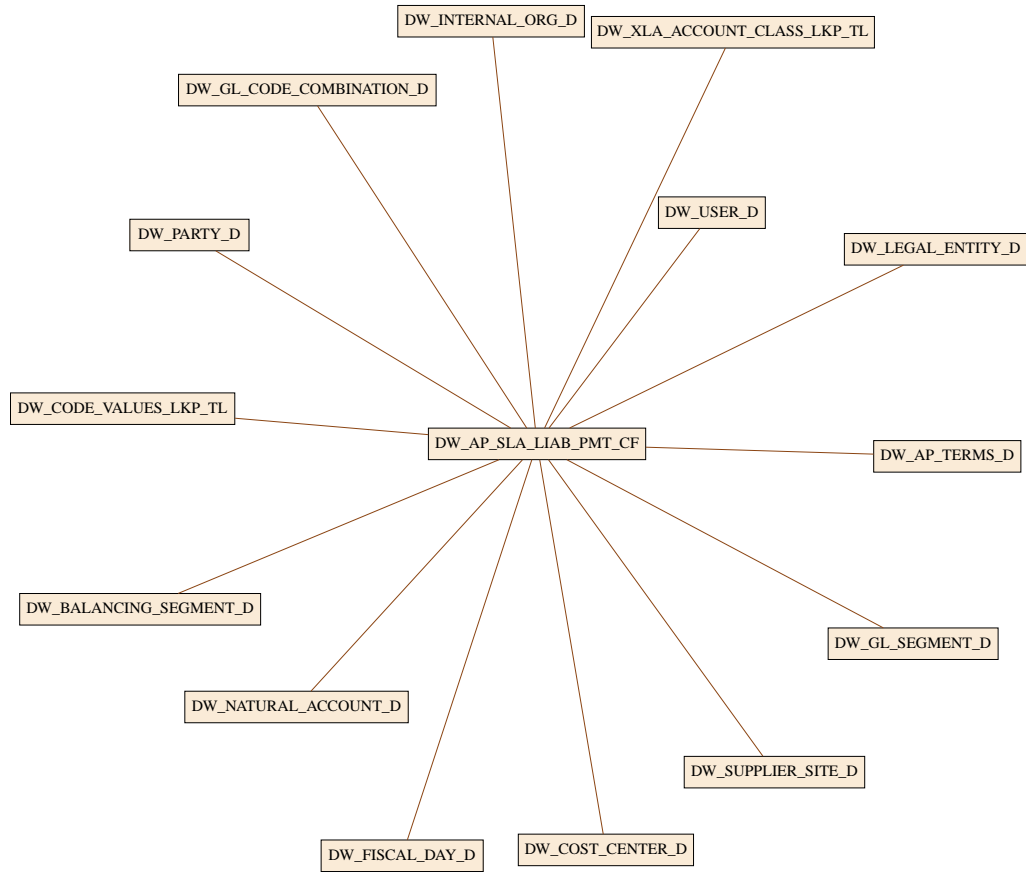 DW_INTERNAL_ORG_D
DW_XLA_ACCOUNT_CLASS_LKP_TL
DW_GL_CODE_COMBINATION_D
DW_USER_D
DW_PARTY_D
DW_LEGAL_ENTITY_D
DW_CODE_VALUES_LKP_TL
DW_AP_SLA_LIAB_PMT_CF
DW_AP_TERMS_D
DW_BALANCING_SEGMENT_D
DW_GL_SEGMENT_D
DW_NATURAL_ACCOUNT_D
DW_SUPPLIER_SITE_D
DW_COST_CENTER_D
DW_FISCAL_DAY_D